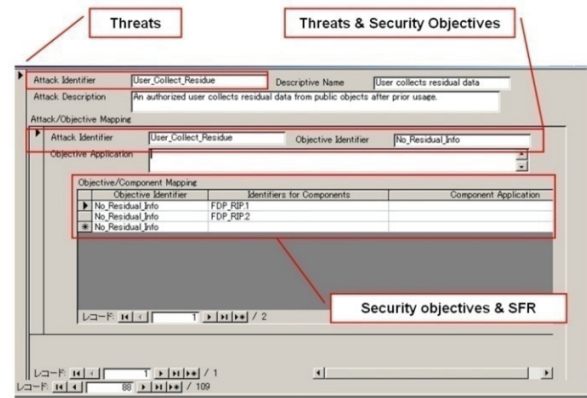 Threats
Threats & Security Objectives
Attack Identifier User_Collect_Residue Descriptive Name User collects residual data
Attack Description An authorized user collects residual data from public objects after prior usage.
Attack/Objective Mapping
Attack Identifier User_Collect_Residue Objective Identifier No_Residual_Info
Objective Application
Objective/Component Mapping
Objective Identifier Identifiers for Components Component Application
No_Residual_Info FDP_RIP.1
No_Residual_Info FDP_RIP.2
No_Residual_Info
Security objectives & SFR
レコード: 1 / 2
レコード: 1 / 1
レコード: 88 / 109